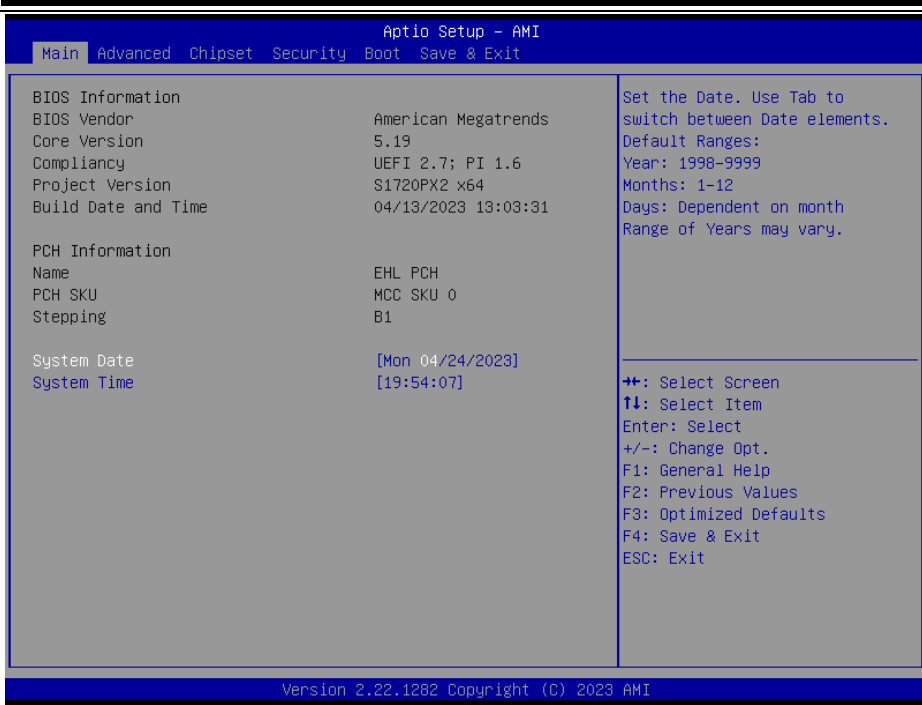 Aptio Setup - AMI
Main Advanced Chipset Security Boot Save & Exit
BIOS Information
BIOS Vendor American Megatrends
Core Version 5.19
Compliancy UEFI 2.7; PI 1.6
Project Version S1720PX2 x64
Build Date and Time 04/13/2023 13:03:31
PCH Information
Name EHL PCH
PCH SKU MCC SKU 0
Stepping B1
System Date [Mon 04/24/2023]
System Time [19:54:07]
Set the Date. Use Tab to
switch between Date elements.
Default Ranges:
Year: 1998-9999
Months: 1-12
Days: Dependent on month
Range of Years may vary.
→←: Select Screen
↑↓: Select Item
Enter: Select
+/-: Change Opt.
F1: General Help
F2: Previous Values
F3: Optimized Defaults
F4: Save & Exit
ESC: Exit
Version 2.22.1282 Copyright (C) 2023 AMI